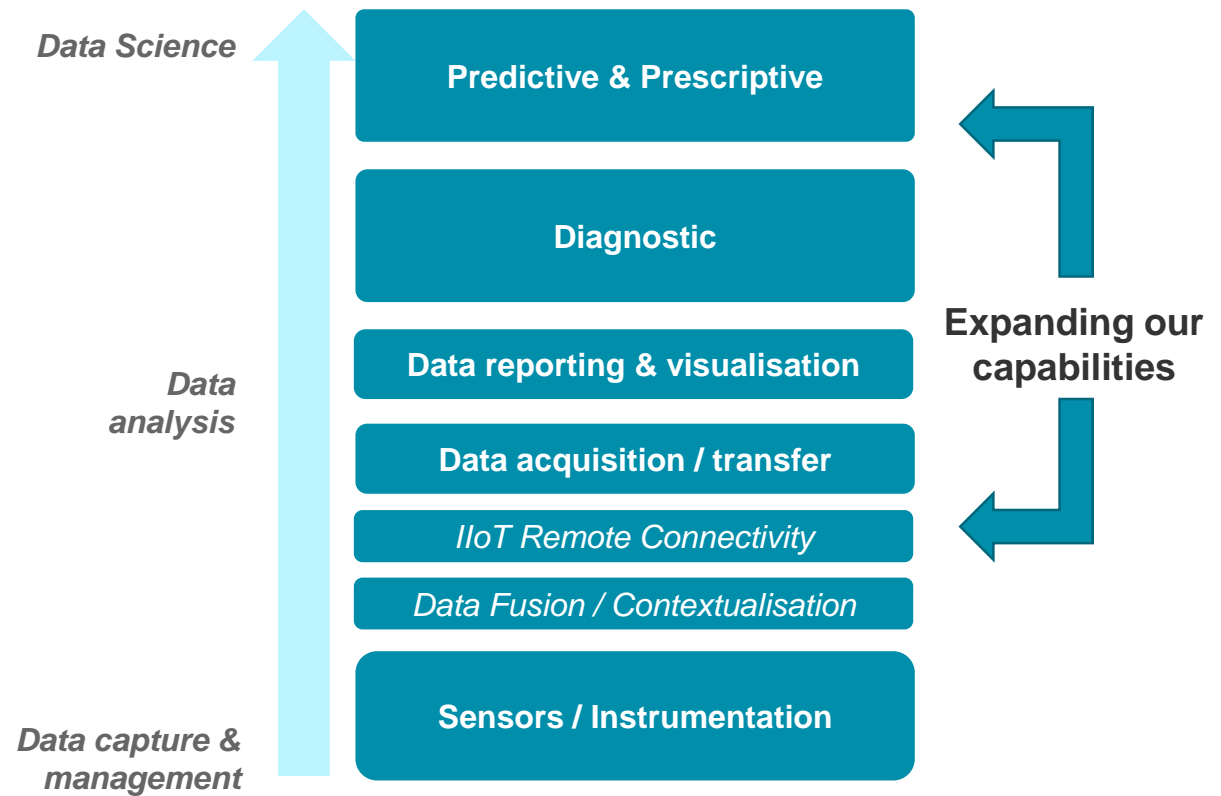 Data Science
Predictive & Prescriptive
Diagnostic
Expanding our
capabilities
Data reporting & visualisation
Data
analysis
Data acquisition / transfer
IIoT Remote Connectivity
Data Fusion / Contextualisation
Sensors / Instrumentation
Data capture &
management